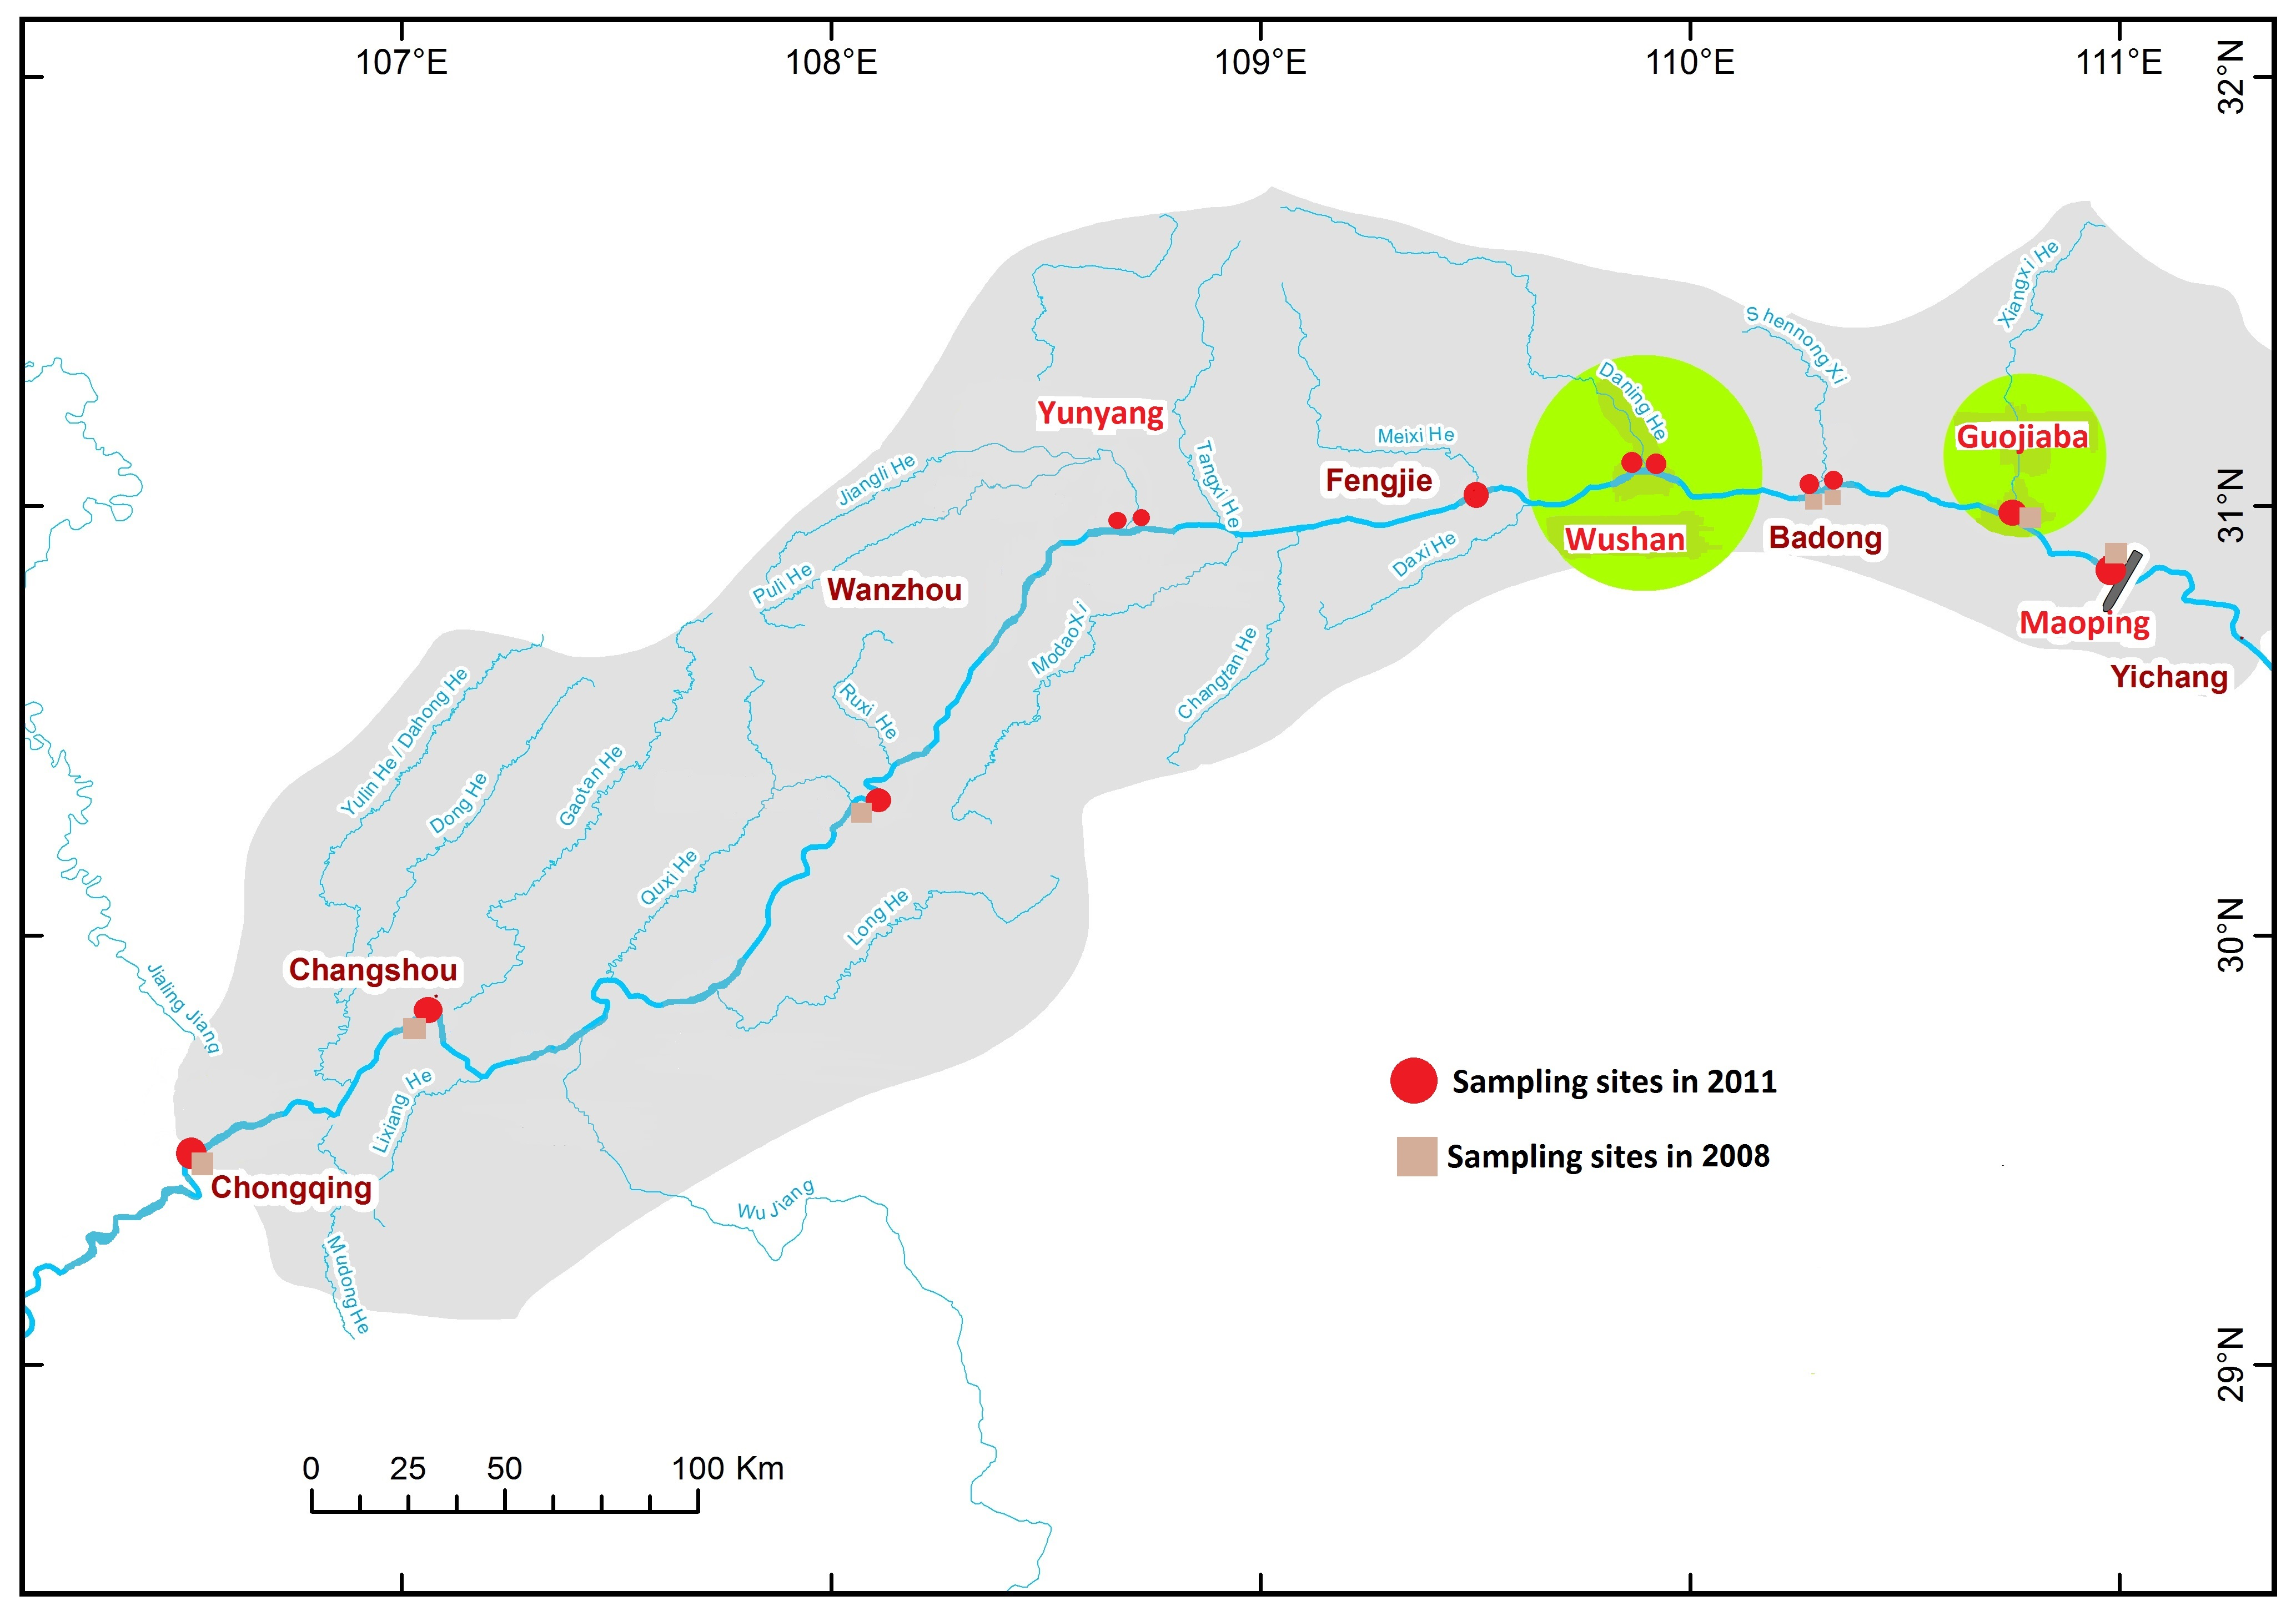 107°E
108°E
109°E
110°E
111°E
32°N
31°N
30°N
29°N
Xiangxi He
Shennong Xi
Daning He
Yunyang
Meixi He
Guojiaba
Jiangli He
Tangxi He
Fengjie
Wushan
Badong
Daxi He
Puli He
Wanzhou
Modao Xi
Maoping
Changtan He
Yichang
Yulin He / Dahong He
Ruxi He
Dong He
Gaotan He
Quxi He
Long He
Changshou
Jialing Jiang
Lixiang He
Chongqing
Wu Jiang
Mudong He
Sampling sites in 2011
Sampling sites in 2008
0 25 50 100 Km